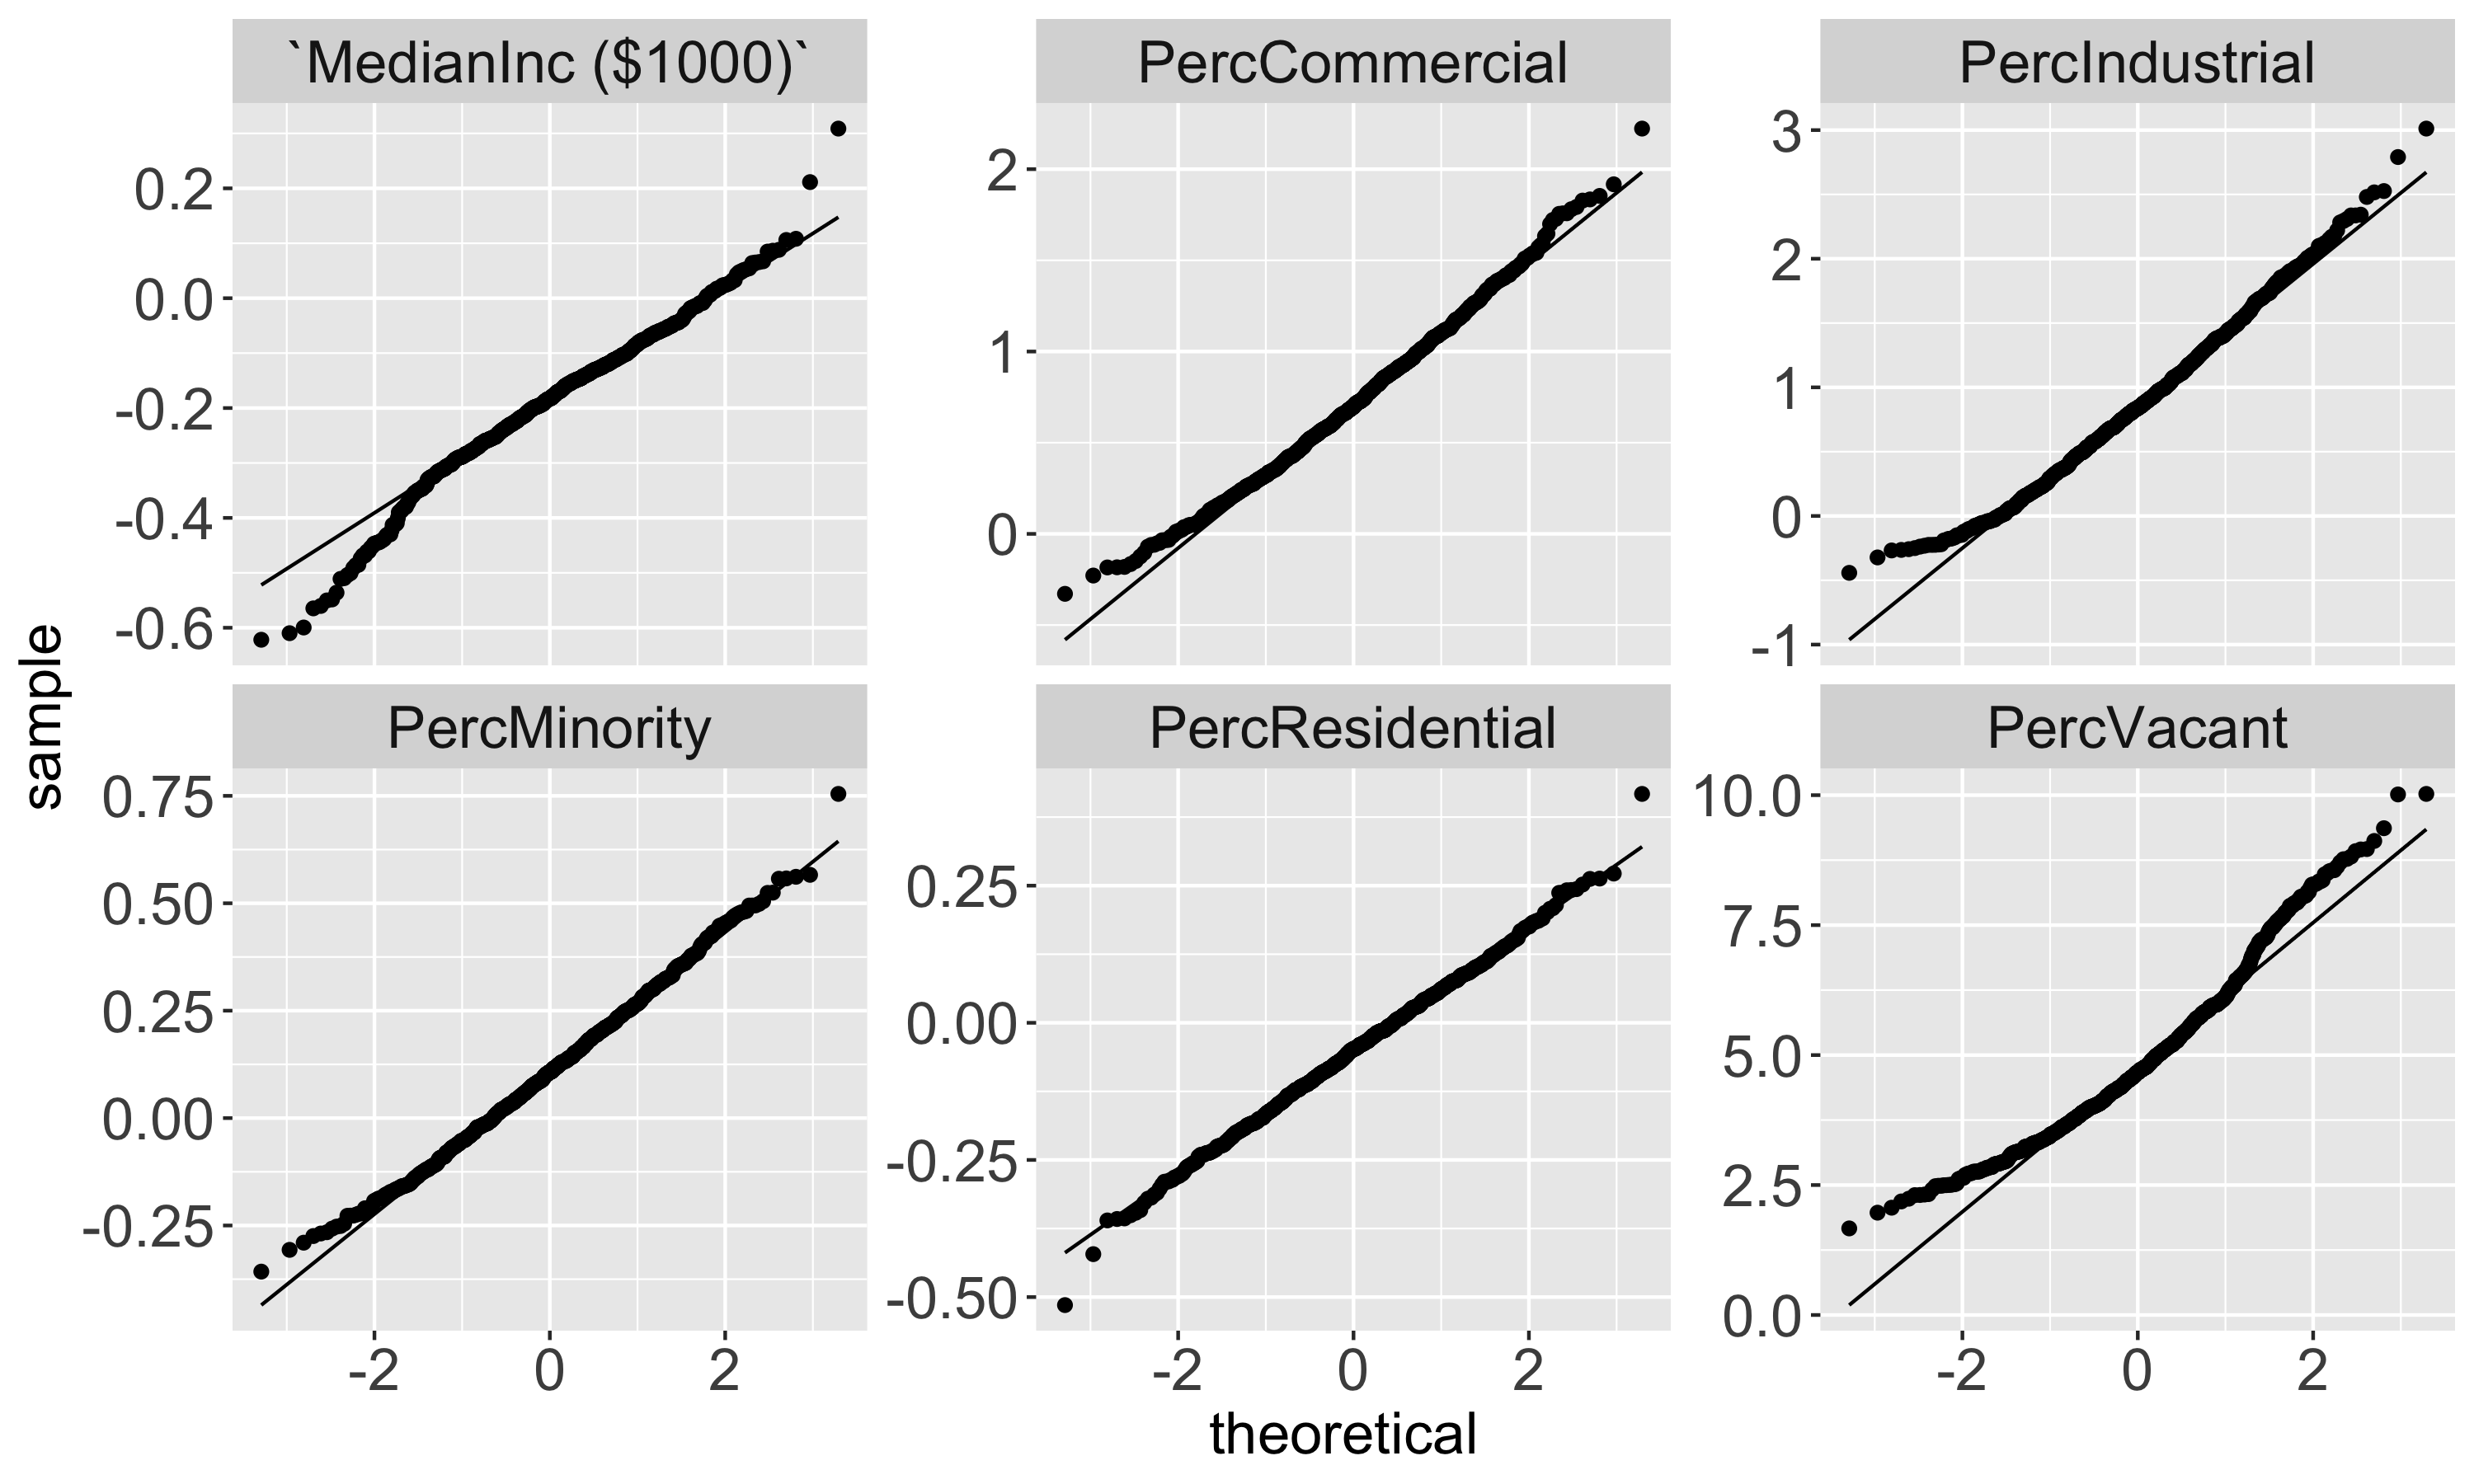 `MedianInc ($1000)`
PercCommercial
PercIndustrial
0.2
0.0
-0.2
-0.4
-0.6
2
1
0
3
2
1
0
-1
sample
PercMinority
PercResidential
PercVacant
0.75
0.50
0.25
0.00
-0.25
0.25
0.00
-0.25
-0.50
10.0
7.5
5.0
2.5
0.0
-2 0 2
-2 0 2
-2 0 2
theoretical